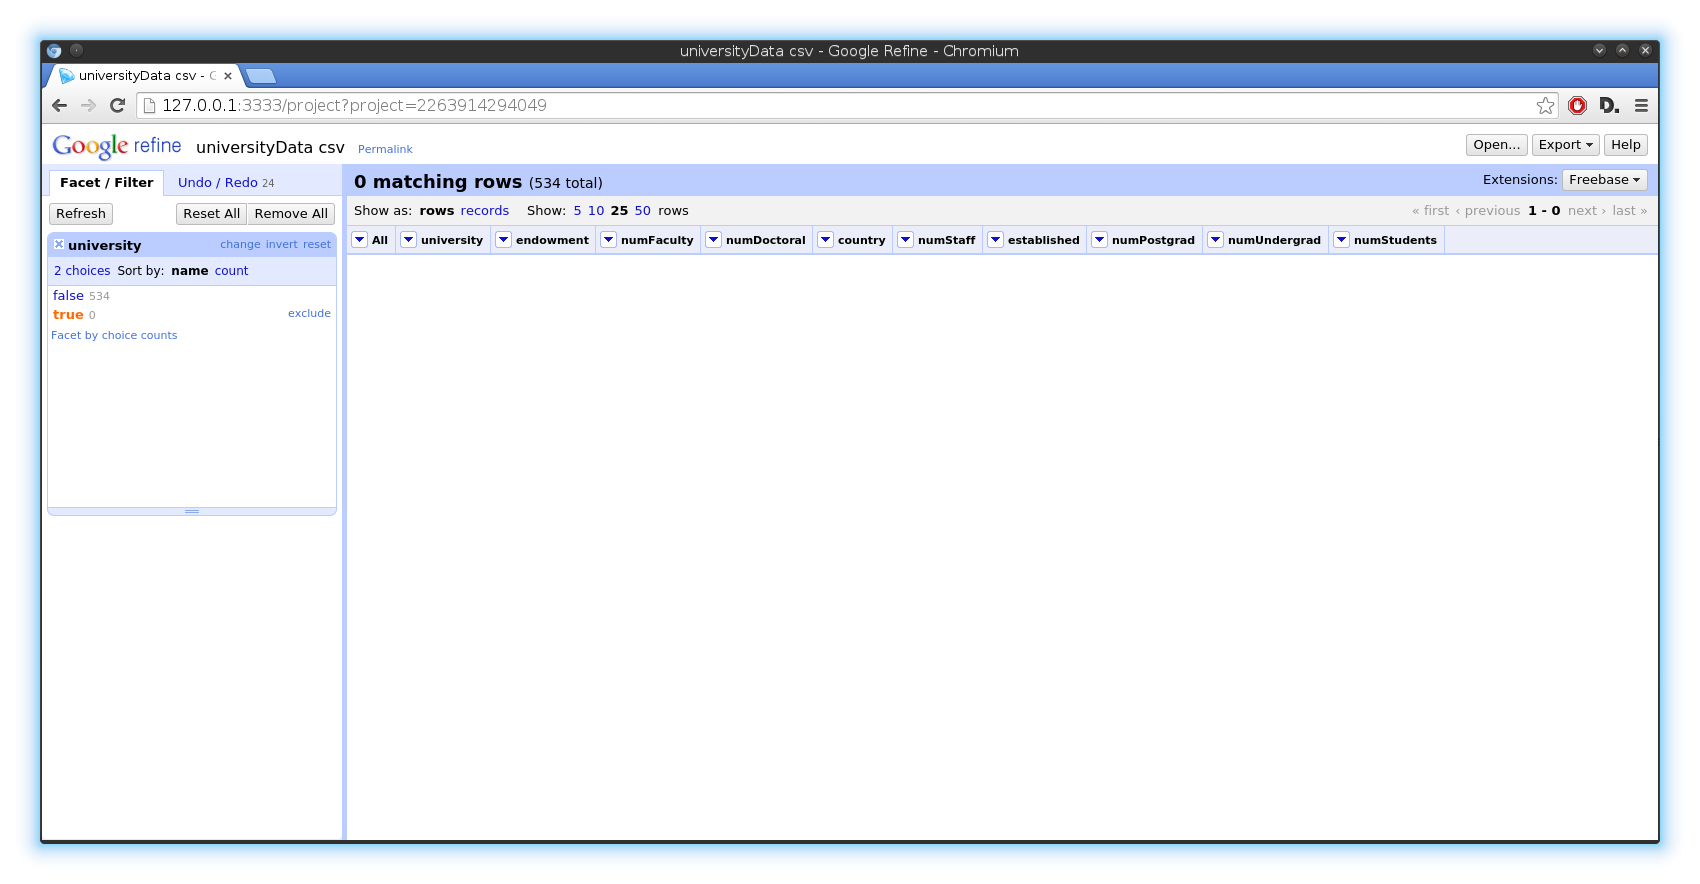 universityData csv - Google Refine - Chromium
universityData csv - G
127.0.0.1:3333/project?project=2263914294049
D.
Google refine universityData csv Permalink
Open... Export Help
Facet / Filter Undo / Redo 24
0 matching rows (534 total)
Extensions: Freebase
Refresh Reset All Remove All
Show as: rows records Show: 5 10 25 50 rows
« first ‹ previous 1 - 0 next › last »
university change invert reset
2 choices Sort by: name count
false 534
true 0 exclude
Facet by choice counts
All university endowment numFaculty numDoctoral country numStaff established numPostgrad numUndergrad numStudents